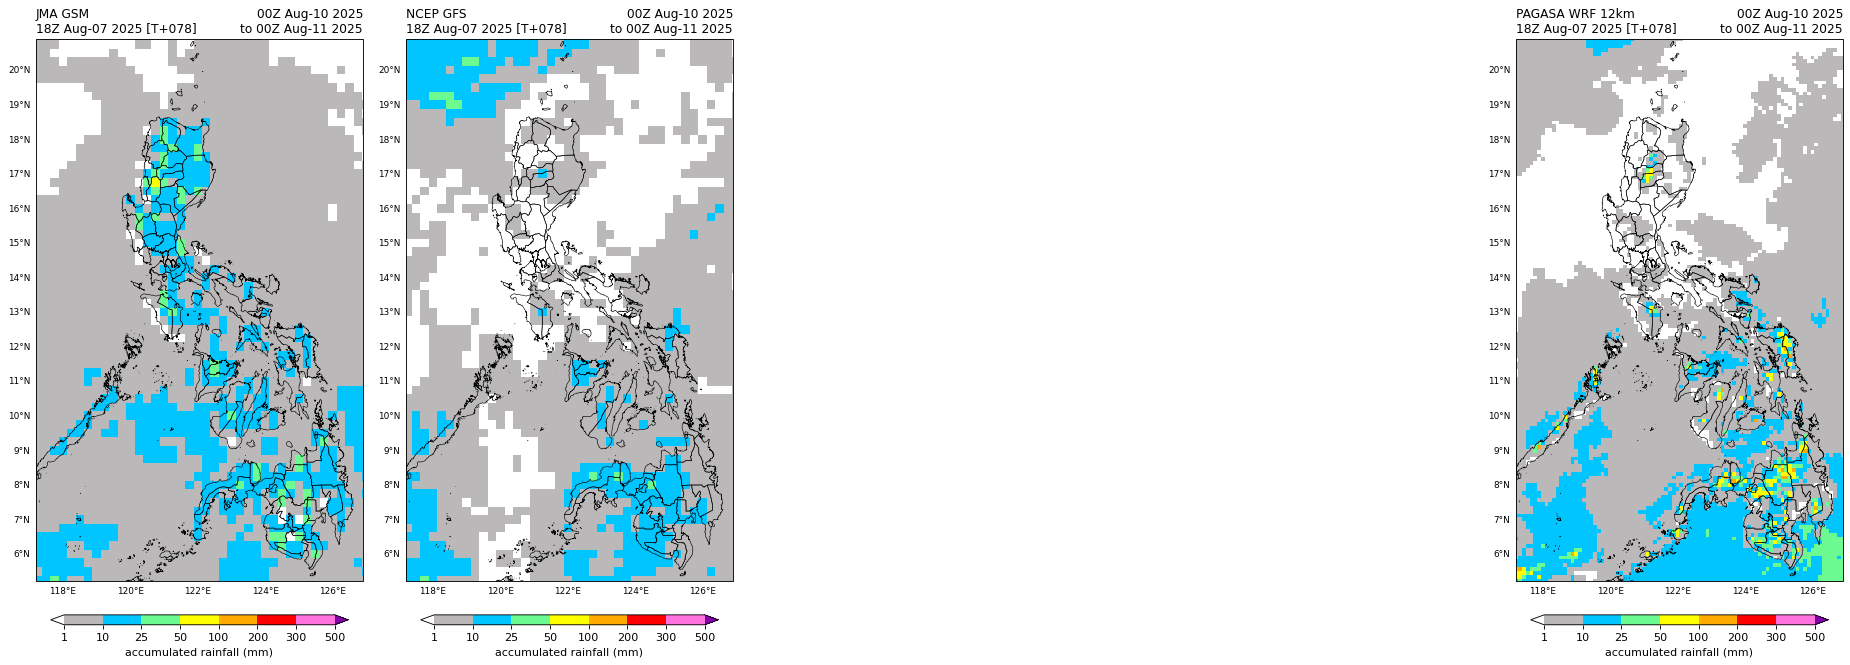 JMA GSM
00Z Aug-10 2025
18Z Aug-07 2025 [T+078]
to 00Z Aug-11 2025
20°N
19°N
18°N
17°N
16°N
15°N
14°N
13°N
12°N
11°N
10°N
9°N
8°N
7°N
6°N
118°E 120°E 122°E 124°E 126°E
1 10 25 50 100 200 300 500
accumulated rainfall (mm)
NCEP GFS
00Z Aug-10 2025
18Z Aug-07 2025 [T+078]
to 00Z Aug-11 2025
20°N
19°N
18°N
17°N
16°N
15°N
14°N
13°N
12°N
11°N
10°N
9°N
8°N
7°N
6°N
118°E 120°E 122°E 124°E 126°E
1 10 25 50 100 200 300 500
accumulated rainfall (mm)
PAGASA WRF 12km
00Z Aug-10 2025
18Z Aug-07 2025 [T+078]
to 00Z Aug-11 2025
20°N
19°N
18°N
17°N
16°N
15°N
14°N
13°N
12°N
11°N
10°N
9°N
8°N
7°N
6°N
118°E 120°E 122°E 124°E 126°E
1 10 25 50 100 200 300 500
accumulated rainfall (mm)